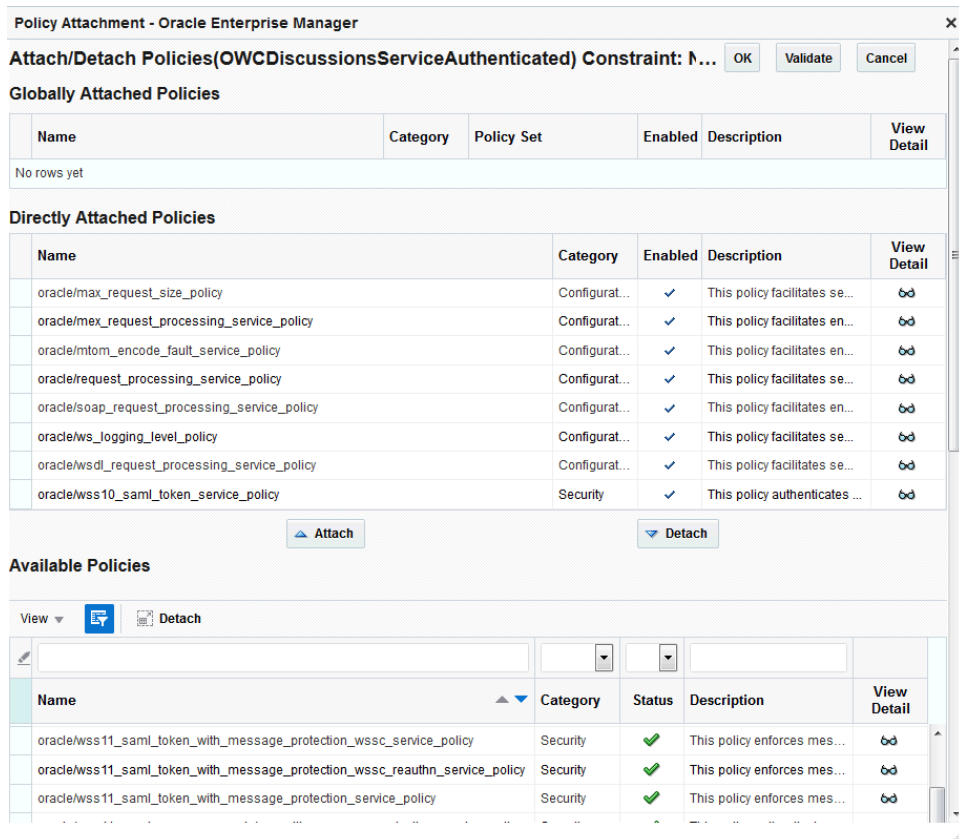 Policy Attachment - Oracle Enterprise Manager
Attach/Detach Policies(OWCDiscussionsServiceAuthenticated) Constraint: N... OK Validate Cancel
Globally Attached Policies
Name Category Policy Set Enabled Description View Detail
No rows yet
Directly Attached Policies
Name Category Enabled Description View Detail
oracle/max_request_size_policy Configurat... This policy facilitates se...
oracle/mex_request_processing_service_policy Configurat... This policy facilitates en...
oracle/mtom_encode_fault_service_policy Configurat... This policy facilitates en...
oracle/request_processing_service_policy Configurat... This policy facilitates se...
oracle/soap_request_processing_service_policy Configurat... This policy facilitates en...
oracle/ws_logging_level_policy Configurat... This policy facilitates se...
oracle/wsdl_request_processing_service_policy Configurat... This policy facilitates se...
oracle/wss10_saml_token_service_policy Security This policy authenticates ...
Attach Detach
Available Policies
View Detach
Name Category Status Description View Detail
oracle/wss11_saml_token_with_message_protection_wssc_service_policy Security This policy enforces mes...
oracle/wss11_saml_token_with_message_protection_wssc_reauthn_service_policy Security This policy enforces mes...
oracle/wss11_saml_token_with_message_protection_service_policy Security This policy enforces mes...